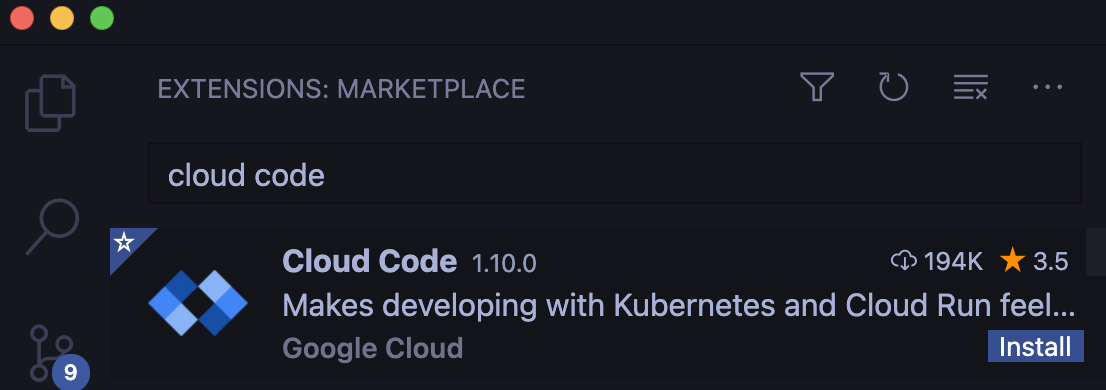 EXTENSIONS: MARKETPLACE
cloud code
Cloud Code 1.10.0 194K 3.5
Makes developing with Kubernetes and Cloud Run feel...
Google Cloud Install
9